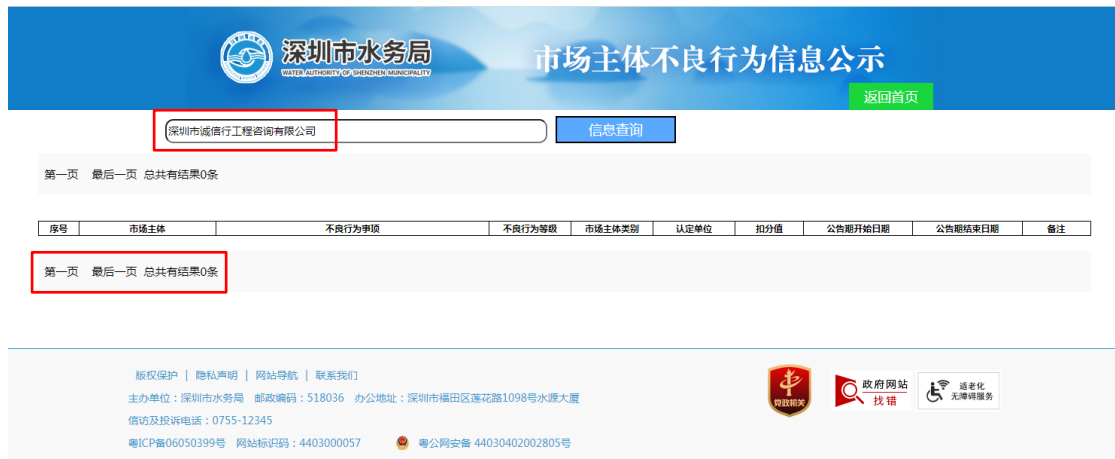 深圳市水务局
WATER AUTHORITY OF SHENZHEN MUNICIPALITY
市场主体不良行为信息公示
返回首页
深圳市诚信行工程咨询有限公司 信息查询
第一页 最后一页 总共有结果0条
序号 市场主体 不良行为事项 不良行为等级 市场主体类别 认定单位 扣分值 公告期开始日期 公告期结束日期 备注
第一页 最后一页 总共有结果0条
版权保护 | 隐私声明 | 网站导航 | 联系我们
主办单位：深圳市水务局 邮政编码：518036 办公地址：深圳市福田区莲花路1098号水源大厦
信访及投诉电话：0755-12345
粤ICP备06050399号 网站标识码：4403000057 粤公网安备 44030402002805号
党政机关
政府网站
找错
适老化
无障碍服务